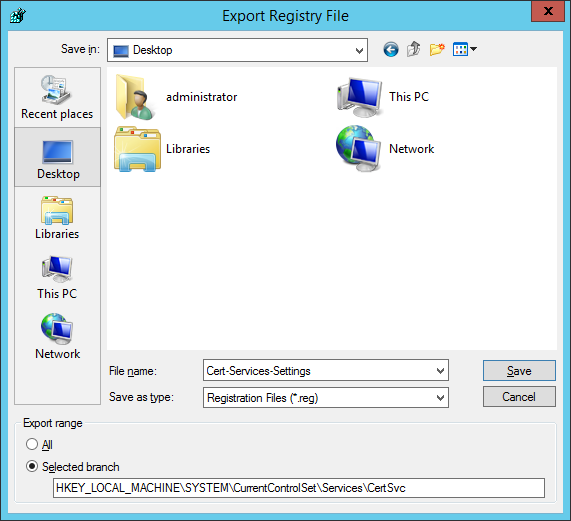 Export Registry File
x
Save in:
Desktop
Recent places
Desktop
Libraries
This PC
Network
administrator
This PC
Libraries
Network
File name:
Cert-Services-Settings
Save
Save as type:
Registration Files (*.reg)
Cancel
Export range
All
Selected branch
HKEY_LOCAL_MACHINE\SYSTEM\CurrentControlSet\Services\CertSvc